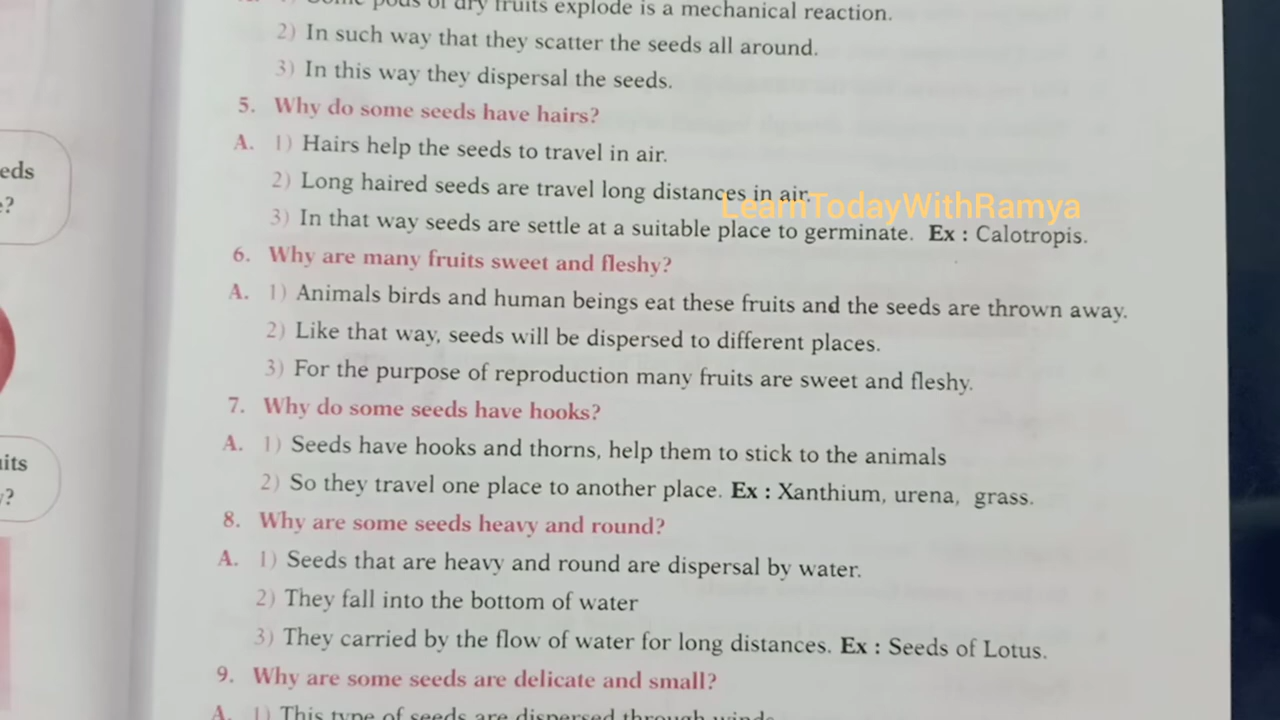 pods of dry fruits explode is a mechanical reaction.
2) In such way that they scatter the seeds all around.
3) In this way they dispersal the seeds.
5. Why do some seeds have hairs?
A. 1) Hairs help the seeds to travel in air.
2) Long haired seeds are travel long distances in air.
LearnTodayWithRamya
3) In that way seeds are settle at a suitable place to germinate. Ex : Calotropis.
6. Why are many fruits sweet and fleshy?
A. 1) Animals birds and human beings eat these fruits and the seeds are thrown away.
2) Like that way, seeds will be dispersed to different places.
3) For the purpose of reproduction many fruits are sweet and fleshy.
7. Why do some seeds have hooks?
A. 1) Seeds have hooks and thorns, help them to stick to the animals
2) So they travel one place to another place. Ex : Xanthium, urena, grass.
8. Why are some seeds heavy and round?
A. 1) Seeds that are heavy and round are dispersal by water.
2) They fall into the bottom of water
3) They carried by the flow of water for long distances. Ex : Seeds of Lotus.
9. Why are some seeds are delicate and small?
A. 1) This type of seeds are dispersed through